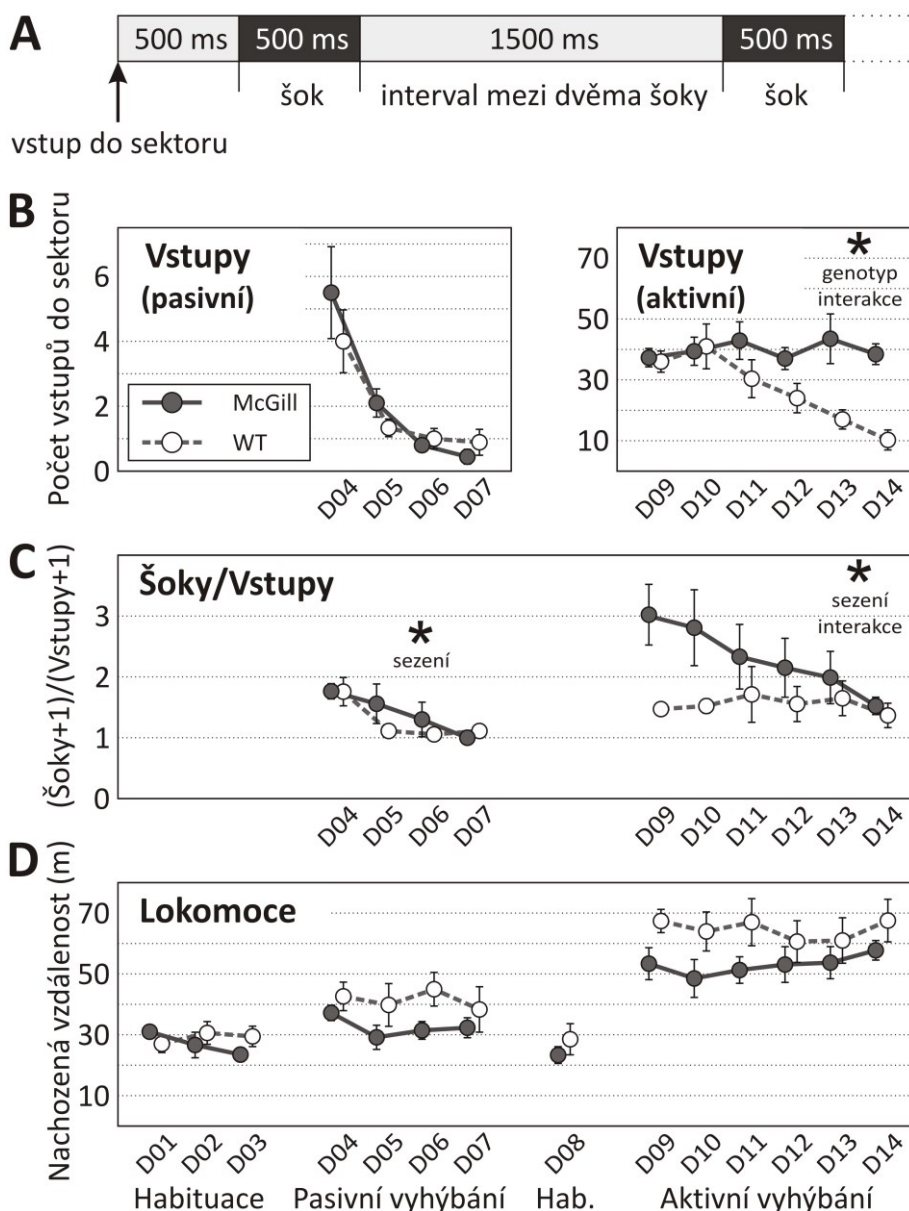 A
500 ms 500 ms 1500 ms 500 ms
šok interval mezi dvěma šoky šok
vstup do sektoru
B
Počet vstupů do sektoru
Vstupy
(pasivní)
6
4
2
0
McGill
WT
D04 D05 D06 D07
Vstupy
(aktivní)
*
genotyp
interakce
70
50
30
10
D09 D10 D11 D12 D13 D14
C
(Šoky+1)/(Vstupy+1)
Šoky/Vstupy
*
sezení
*
sezení
interakce
3
2
1
0
D04 D05 D06 D07 D09 D10 D11 D12 D13 D14
D
Nachozená vzdálenost (m)
Lokomoce
70
50
30
10
D01 D02 D03 D04 D05 D06 D07 D08 D09 D10 D11 D12 D13 D14
Habituace Pasivní vyhýbání Hab. Aktivní vyhýbání